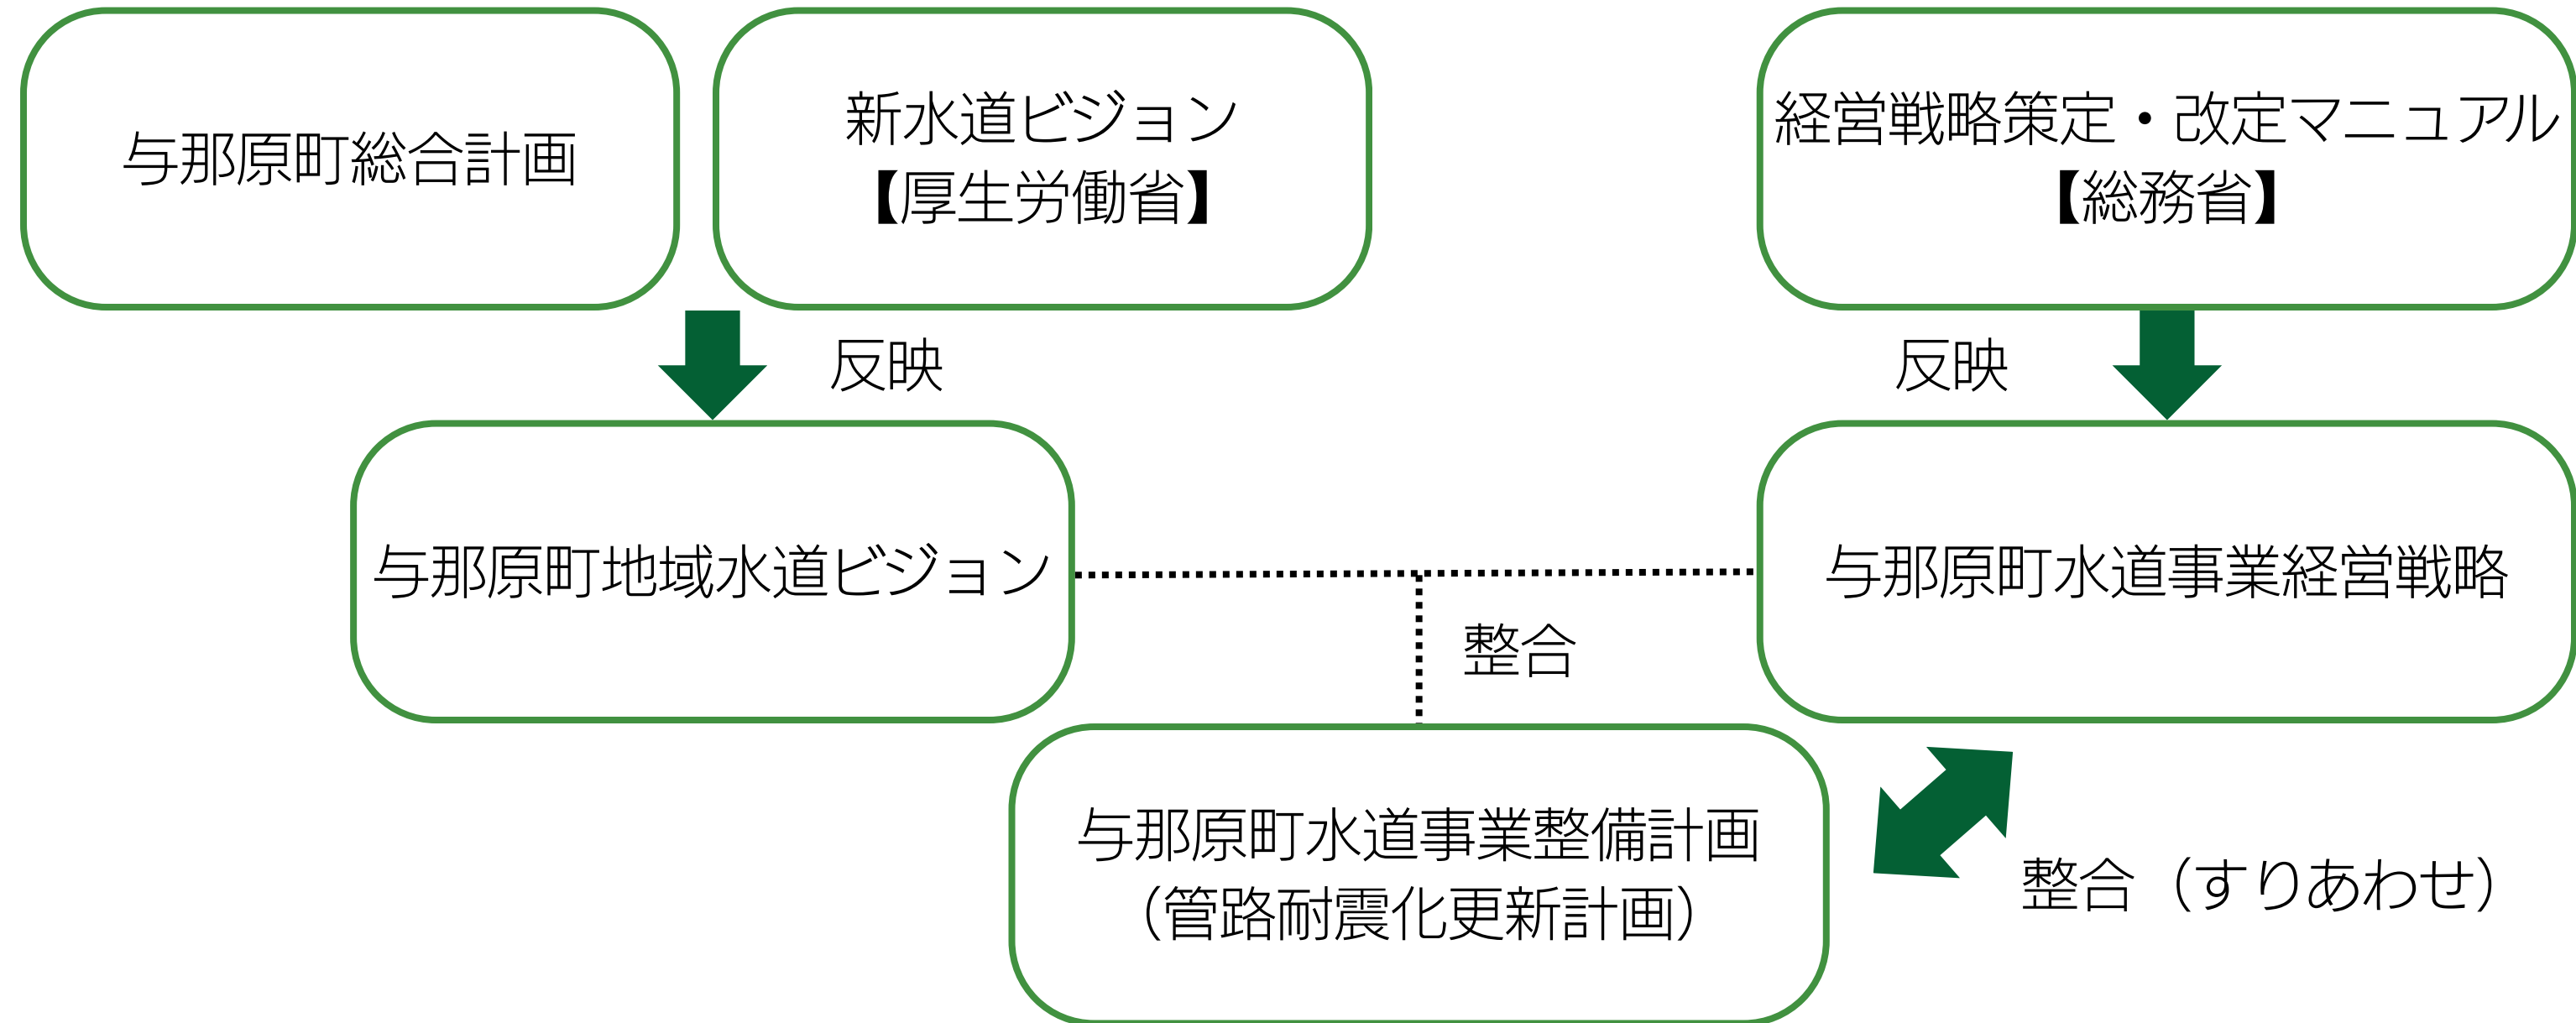 与那原町総合計画
新水道ビジョン
【厚生労働省】
経営戦略策定・改定マニュアル
【総務省】
反映
反映
与那原町地域水道ビジョン
与那原町水道事業経営戦略
整合
与那原町水道事業整備計画
（管路耐震化更新計画）
整合（すりあわせ）